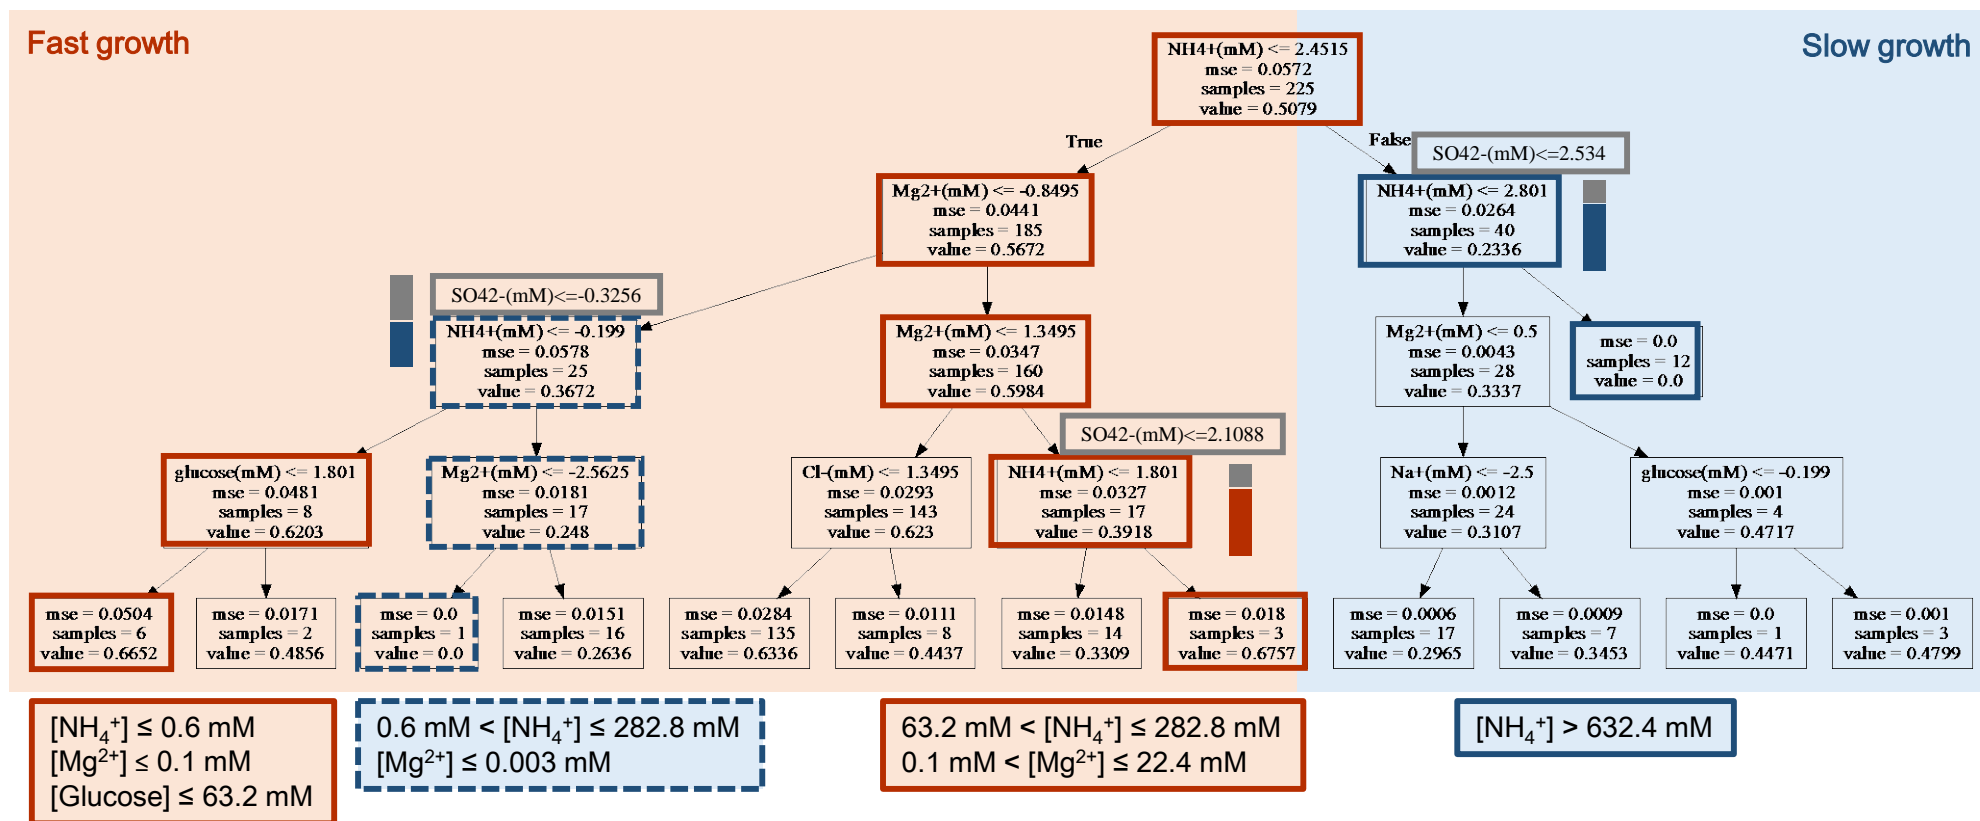 Fast growth
Slow growth
NH4+(mM) <= 2.4515
mse = 0.0572
samples = 225
value = 0.5079
True
False
SO42-(mM)<=2.534
Mg2+(mM) <= -0.8495
mse = 0.0441
samples = 185
value = 0.5672
NH4+(mM) <= 2.801
mse = 0.0264
samples = 40
value = 0.2336
SO42-(mM)<=-0.3256
NH4+(mM) <= -0.199
mse = 0.0578
samples = 25
value = 0.3672
Mg2+(mM) <= 1.3495
mse = 0.0347
samples = 160
value = 0.5984
Mg2+(mM) <= 0.5
mse = 0.0043
samples = 28
value = 0.3337
mse = 0.0
samples = 12
value = 0.0
SO42-(mM)<=2.1088
glucose(mM) <= 1.801
mse = 0.0481
samples = 8
value = 0.6203
Mg2+(mM) <= -2.5625
mse = 0.0181
samples = 17
value = 0.248
Cl-(mM) <= 1.3495
mse = 0.0293
samples = 143
value = 0.623
NH4+(mM) <= 1.801
mse = 0.0327
samples = 17
value = 0.3918
Na+(mM) <= -2.5
mse = 0.0012
samples = 24
value = 0.3107
glucose(mM) <= -0.199
mse = 0.001
samples = 4
value = 0.4717
mse = 0.0504
samples = 6
value = 0.6652
mse = 0.0171
samples = 2
value = 0.4856
mse = 0.0
samples = 1
value = 0.0
mse = 0.0151
samples = 16
value = 0.2636
mse = 0.0284
samples = 135
value = 0.6336
mse = 0.0111
samples = 8
value = 0.4437
mse = 0.0148
samples = 14
value = 0.3309
mse = 0.018
samples = 3
value = 0.6757
mse = 0.0006
samples = 17
value = 0.2965
mse = 0.0009
samples = 7
value = 0.3453
mse = 0.0
samples = 1
value = 0.4471
mse = 0.001
samples = 3
value = 0.4799
[NH₄⁺] ≤ 0.6 mM
[Mg²⁺] ≤ 0.1 mM
[Glucose] ≤ 63.2 mM
0.6 mM < [NH₄⁺] ≤ 282.8 mM
[Mg²⁺] ≤ 0.003 mM
63.2 mM < [NH₄⁺] ≤ 282.8 mM
0.1 mM < [Mg²⁺] ≤ 22.4 mM
[NH₄⁺] > 632.4 mM